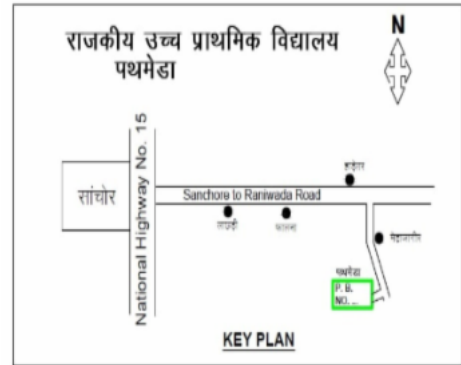 राजकीय उच्च प्राथमिक विद्यालय
पथमेडा
N
National Highway No. 15
सांचोर
Sanchore to Raniwada Road
पथमेडा
P. B.
NO. ...
KEY PLAN